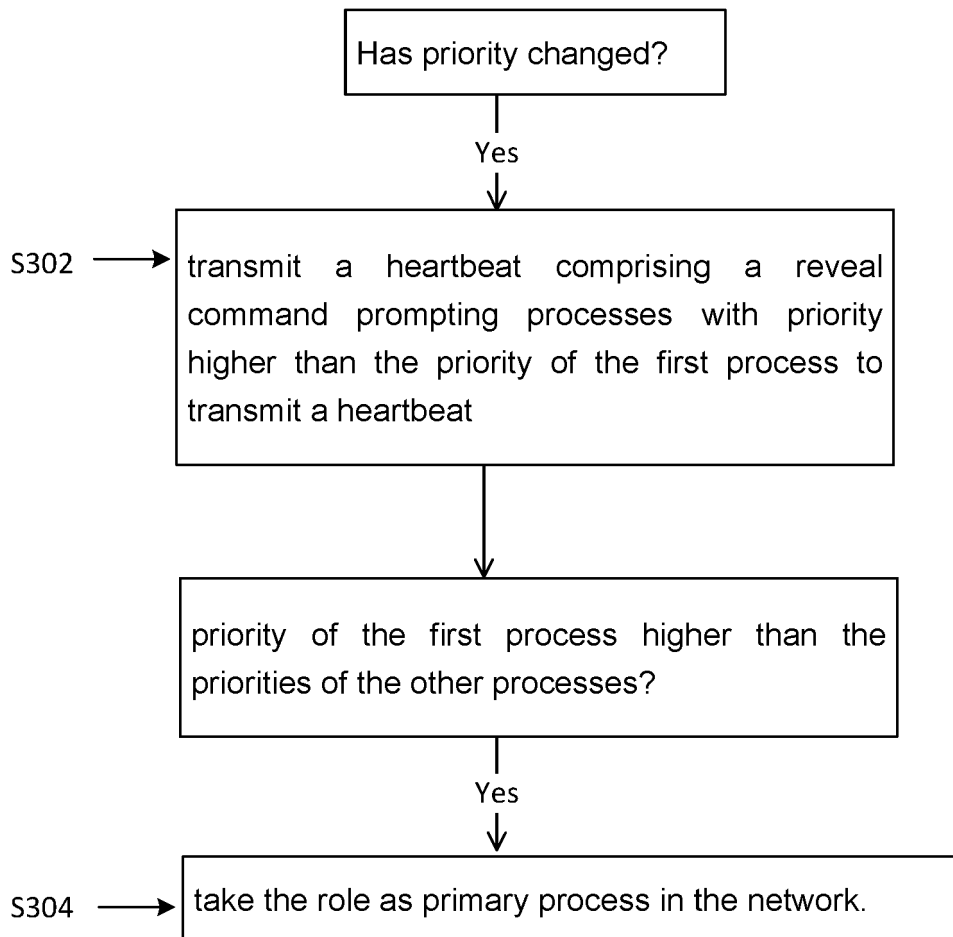 Has priority changed?
Yes
S302
transmit a heartbeat comprising a reveal
command prompting processes with priority
higher than the priority of the first process to
transmit a heartbeat
priority of the first process higher than the
priorities of the other processes?
Yes
S304
take the role as primary process in the network.